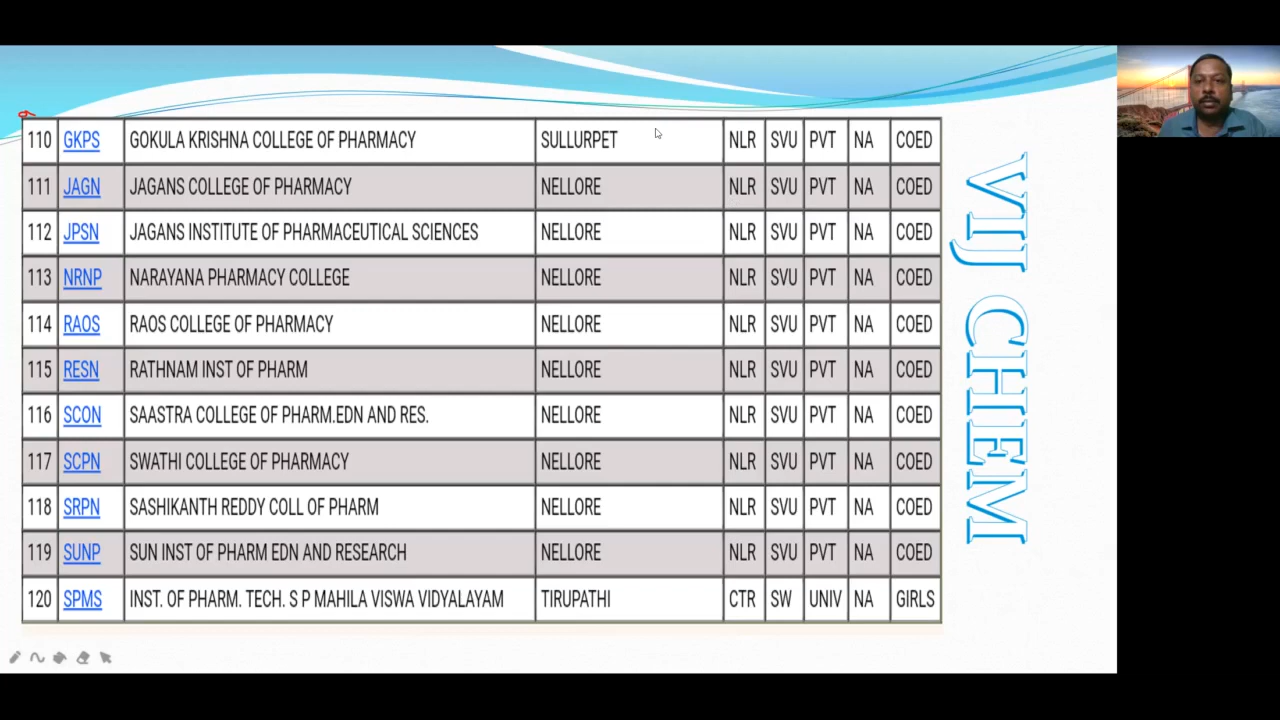 110 GKPS GOKULA KRISHNA COLLEGE OF PHARMACY SULLURPET NLR SVU PVT NA COED
111 JAGN JAGANS COLLEGE OF PHARMACY NELLORE NLR SVU PVT NA COED
112 JPSN JAGANS INSTITUTE OF PHARMACEUTICAL SCIENCES NELLORE NLR SVU PVT NA COED
113 NRNP NARAYANA PHARMACY COLLEGE NELLORE NLR SVU PVT NA COED
114 RAOS RAOS COLLEGE OF PHARMACY NELLORE NLR SVU PVT NA COED
115 RESN RATHNAM INST OF PHARM NELLORE NLR SVU PVT NA COED
116 SCON SAASTRA COLLEGE OF PHARM.EDN AND RES. NELLORE NLR SVU PVT NA COED
117 SCPN SWATHI COLLEGE OF PHARMACY NELLORE NLR SVU PVT NA COED
118 SRPN SASHIKANTH REDDY COLL OF PHARM NELLORE NLR SVU PVT NA COED
119 SUNP SUN INST OF PHARM EDN AND RESEARCH NELLORE NLR SVU PVT NA COED
120 SPMS INST. OF PHARM. TECH. S P MAHILA VISWA VIDYALAYAM TIRUPATHI CTR SW UNIV NA GIRLS
VIJ CHEM